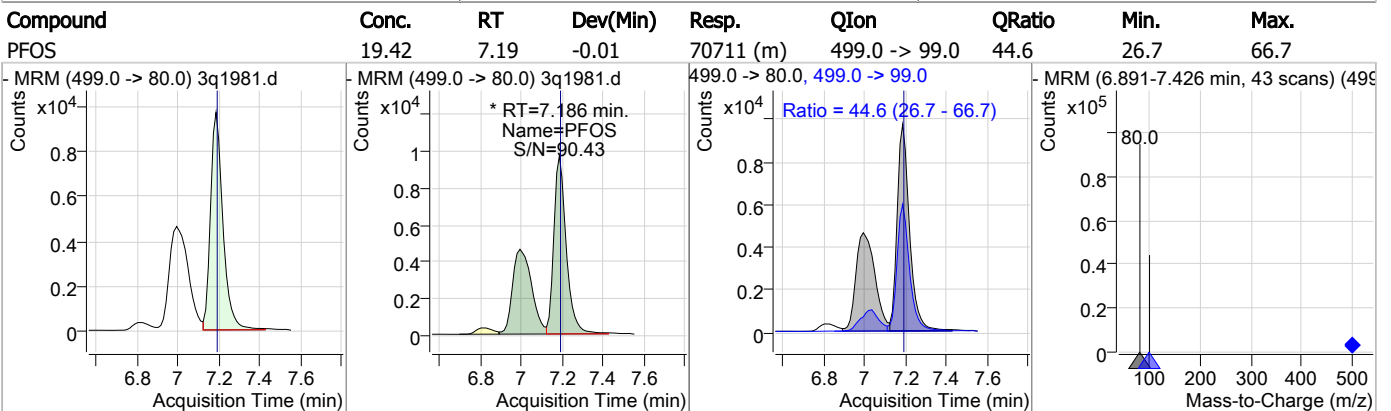 Compound Conc. RT Dev(Min) Resp. QIon QRatio Min. Max.
PFOS 19.42 7.19 -0.01 70711 (m) 499.0 -> 99.0 44.6 26.7 66.7
- MRM (499.0 -> 80.0) 3q1981.d
Counts
x10⁴
0.8
0.6
0.4
0.2
0
6.8 7 7.2 7.4 7.6
Acquisition Time (min)
- MRM (499.0 -> 80.0) 3q1981.d
Counts
x10⁴
* RT=7.186 min.
Name=PFOS
S/N=90.43
1
0.8
0.6
0.4
0.2
0
6.8 7 7.2 7.4 7.6
Acquisition Time (min)
499.0 -> 80.0, 499.0 -> 99.0
Counts
x10⁴
Ratio = 44.6 (26.7 - 66.7)
0.8
0.6
0.4
0.2
0
6.8 7 7.2 7.4 7.6
Acquisition Time (min)
- MRM (6.891-7.426 min, 43 scans) (499
Counts
x10⁵
80.0
0.8
0.6
0.4
0.2
0
100 200 300 400 500
Mass-to-Charge (m/z)